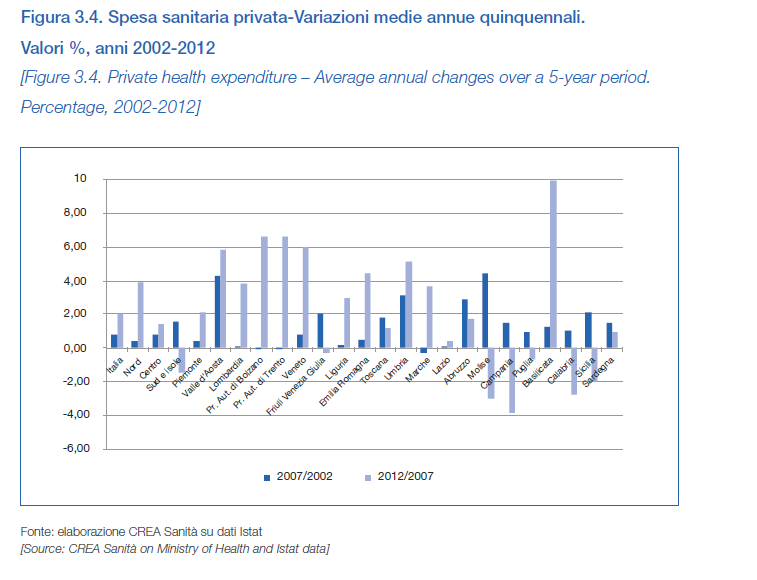 Figura 3.4. Spesa sanitaria privata-Variazioni medie annue quinquennali.
Valori %, anni 2002-2012
[Figure 3.4. Private health expenditure – Average annual changes over a 5-year period.
Percentage, 2002-2012]
10
8,00
6,00
4,00
2,00
0,00
-2,00
-4,00
-6,00
Italia
Nord
Centro
Sud e Isole
Piemonte
Valle d'Aosta
Lombardia
Pr. Aut. di Bolzano
Pr. Aut. di Trento
Veneto
Friuli Venezia Giulia
Liguria
Emilia Romagna
Toscana
Umbria
Marche
Lazio
Abruzzo
Molise
Campania
Puglia
Basilicata
Calabria
Sicilia
Sardegna
2007/2002
2012/2007
Fonte: elaborazione CREA Sanità su dati Istat
[Source: CREA Sanità on Ministry of Health and Istat data]